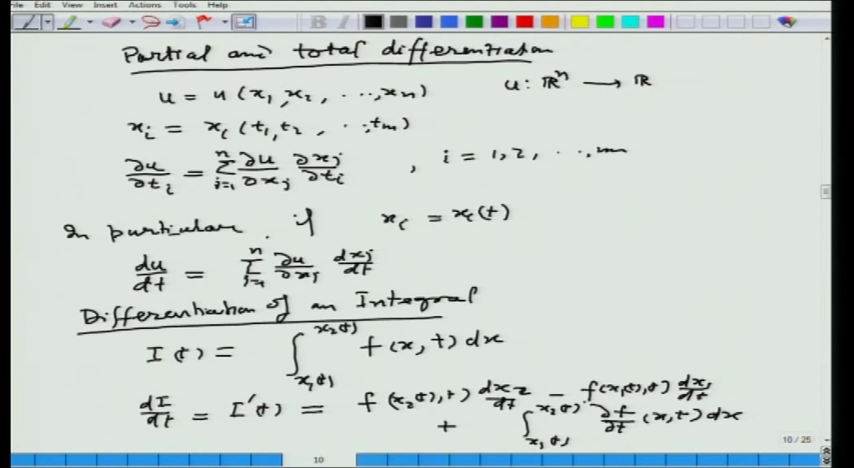 File Edit View Insert Actions Tools Help
Partial and total differentiation
u = u(x₁, x₂, ..., xₙ)    u: ℝⁿ → ℝ
xᵢ = xᵢ(t₁, t₂, ..., tₘ)
∂u/∂tᵢ = Σⱼ₌₁ⁿ ∂u/∂xⱼ ∂xⱼ/∂tᵢ , i = 1, 2, ..., m
In particular, if xᵢ = xᵢ(t)
du/dt = Σⱼ₌₁ⁿ ∂u/∂xⱼ dxⱼ/dt
Differentiation of an Integral
I(t) = ∫_{x₁(t)}^{x₂(t)} f(x, t) dx
dI/dt = I'(t) = f(x₂(t), t) dx₂/dt − f(x₁(t), t) dx₁/dt
+ ∫_{x₁(t)}^{x₂(t)} ∂f/∂t (x, t) dx
10 / 25
10